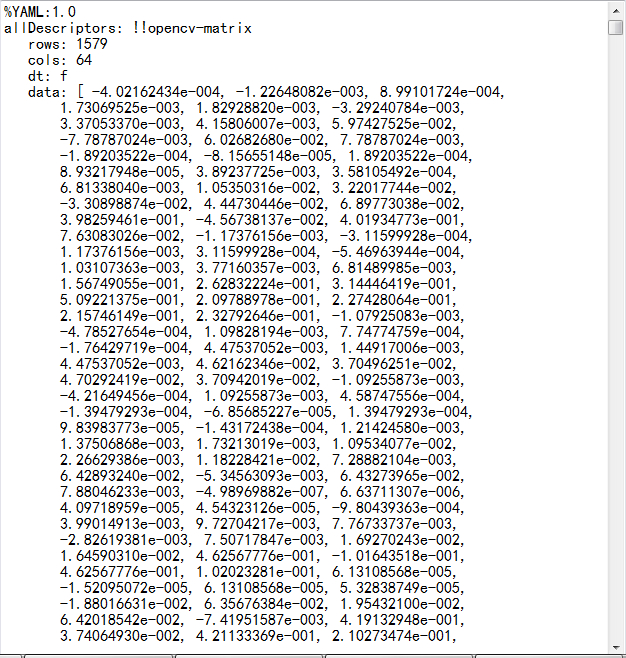 %YAML:1.0
allDescriptors: !!opencv-matrix
rows: 1579
cols: 64
dt: f
data: [ -4.02162434e-004, -1.22648082e-003, 8.99101724e-004,
1.73069525e-003, 1.82928820e-003, -3.29240784e-003,
3.37053370e-003, 4.15806007e-003, 5.97427525e-002,
-7.78787024e-003, 6.02682680e-002, 7.78787024e-003,
-1.89203522e-004, -8.15655148e-005, 1.89203522e-004,
8.93217948e-005, 3.89237725e-003, 3.58105492e-004,
6.81338040e-003, 1.05350316e-002, 3.22017744e-002,
-3.30898874e-002, 4.44730446e-002, 6.89773038e-002,
3.98259461e-001, -4.56738137e-002, 4.01934773e-001,
7.63083026e-002, -1.17376156e-003, -3.11599928e-004,
1.17376156e-003, 3.11599928e-004, -5.46963944e-004,
1.03107363e-003, 3.77160357e-003, 6.81489985e-003,
1.56749055e-001, 2.62832224e-001, 3.14446419e-001,
5.09221375e-001, 2.09788978e-001, 2.27428064e-001,
2.15746149e-001, 2.32792646e-001, -1.07925083e-003,
-4.78527654e-004, 1.09828194e-003, 7.74774759e-004,
-1.76429719e-004, 4.47537052e-003, 1.44917006e-003,
4.47537052e-003, 4.62162346e-002, 3.70496251e-002,
4.70292419e-002, 3.70942019e-002, -1.09255873e-003,
-4.21649456e-004, 1.09255873e-003, 4.58747556e-004,
-1.39479293e-004, -6.85685227e-005, 1.39479293e-004,
9.83983773e-005, -1.43172438e-004, 1.21424580e-003,
1.37506868e-003, 1.73213019e-003, 1.09534077e-002,
2.26629386e-003, 1.18228421e-002, 7.28882104e-003,
6.42893240e-002, -5.34563093e-003, 6.43273965e-002,
7.88046233e-003, -4.98969882e-007, 6.63711307e-006,
4.09718959e-005, 4.54323126e-005, -9.80439363e-004,
3.99014913e-003, 9.72704217e-003, 7.76733737e-003,
-2.82619381e-003, 7.50717847e-003, 1.69270243e-002,
1.64590310e-002, 4.62567776e-001, -1.01643518e-001,
4.62567776e-001, 1.02023281e-001, 6.13108568e-005,
-1.52095072e-005, 6.13108568e-005, 5.32838749e-005,
-1.88016631e-002, 6.35676384e-002, 1.95432100e-002,
6.42018542e-002, -7.41951587e-003, 4.19132948e-001,
3.74064930e-002, 4.21133369e-001, 2.10273474e-001,